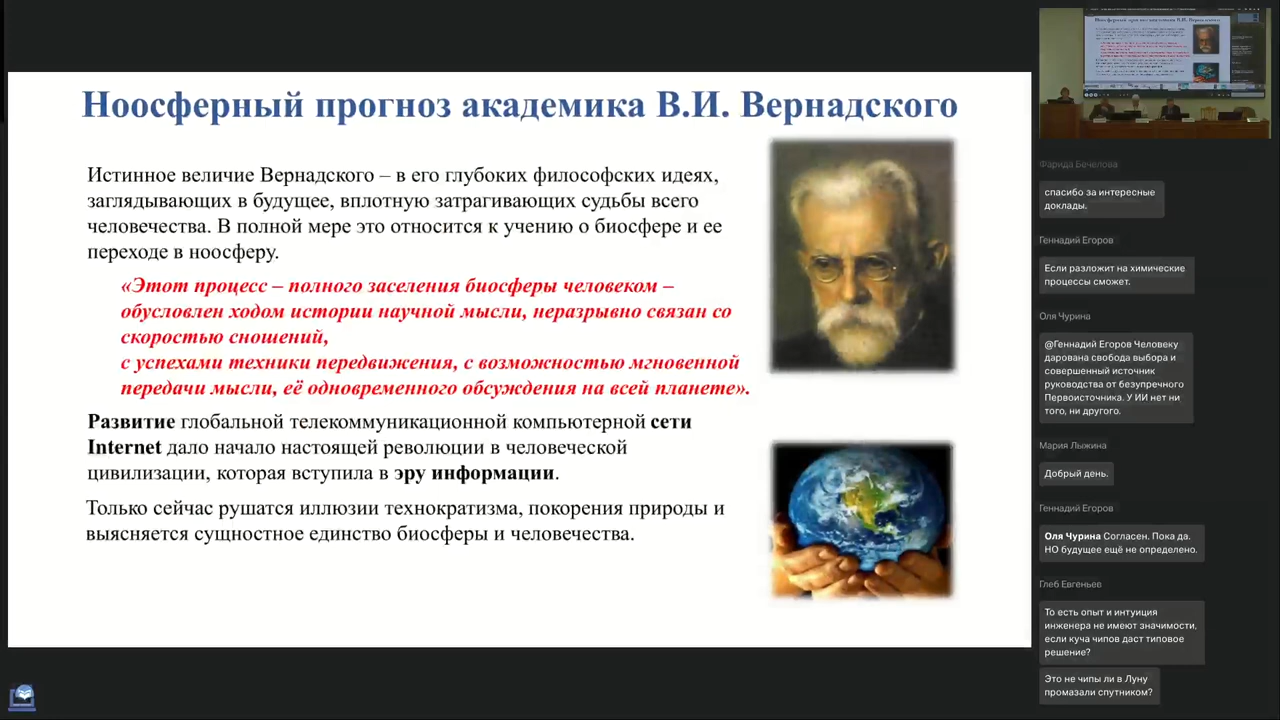 Ноосферный прогноз академика В.И. Вернадского
Истинное величие Вернадского – в его глубоких философских идеях,
заглядывающих в будущее, вплотную затрагивающих судьбы всего
человечества. В полной мере это относится к учению о биосфере и ее
переходе в ноосферу.
«Этот процесс – полного заселения биосферы человеком –
обусловлен ходом истории научной мысли, неразрывно связан со
скоростью сношений,
с успехами техники передвижения, с возможностью мгновенной
передачи мысли, её одновременного обсуждения на всей планете».
Развитие глобальной телекоммуникационной компьютерной сети
Internet дало начало настоящей революции в человеческой
цивилизации, которая вступила в эру информации.
Только сейчас рушатся иллюзии технократизма, покорения природы и
выясняется сущностное единство биосферы и человечества.
Фарида Бечелова
спасибо за интересные
доклады.
Геннадий Егоров
Если разложит на химические
процессы сможет.
Оля Чурина
@Геннадий Егоров Человеку
дарована свобода выбора и
совершенный источник
руководства от безупречного
Первоисточника. У ИИ нет ни
того, ни другого.
Мария Лыжина
Добрый день.
Геннадий Егоров
Оля Чурина Согласен. Пока да.
НО будущее ещё не определено.
Глеб Евгеньев
То есть опыт и интуиция
инженера не имеют значимости,
если куча чипов даст типовое
решение?
Это не чипы ли в Луну
промазали спутником?